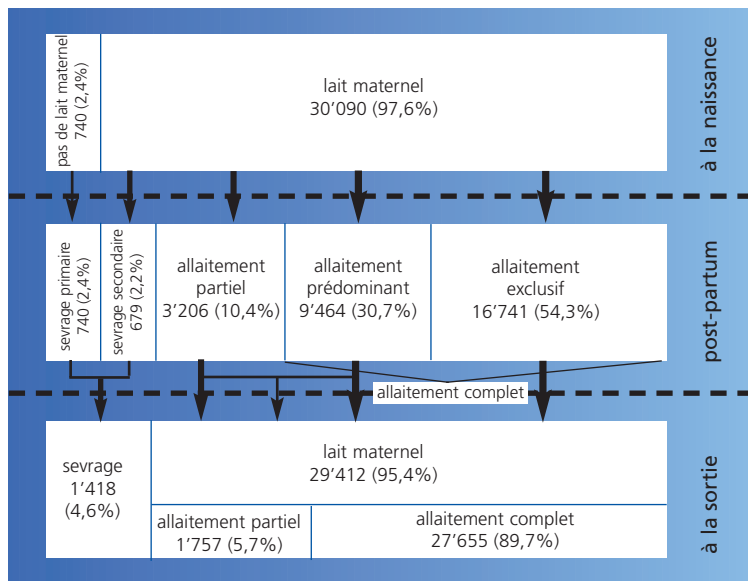 pas de lait maternel
740 (2,4%)
lait maternel
30’090 (97,6%)
à la naissance
sevrage primaire
740 (2,4%)
sevrage secondaire
679 (2,2%)
allaitement
partiel
3’206 (10,4%)
allaitement
prédominant
9’464 (30,7%)
allaitement
exclusif
16’741 (54,3%)
post-partum
allaitement complet
sevrage
1’418
(4,6%)
lait maternel
29’412 (95,4%)
allaitement partiel
1’757 (5,7%)
allaitement complet
27’655 (89,7%)
à la sortie